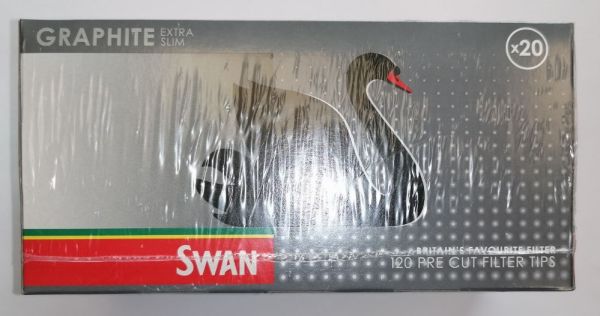 GRAPHITE EXTRA
SLIM
x20
SWAN
BRITAIN'S FAVOURITE FILTER
120 PRE CUT FILTER TIPS